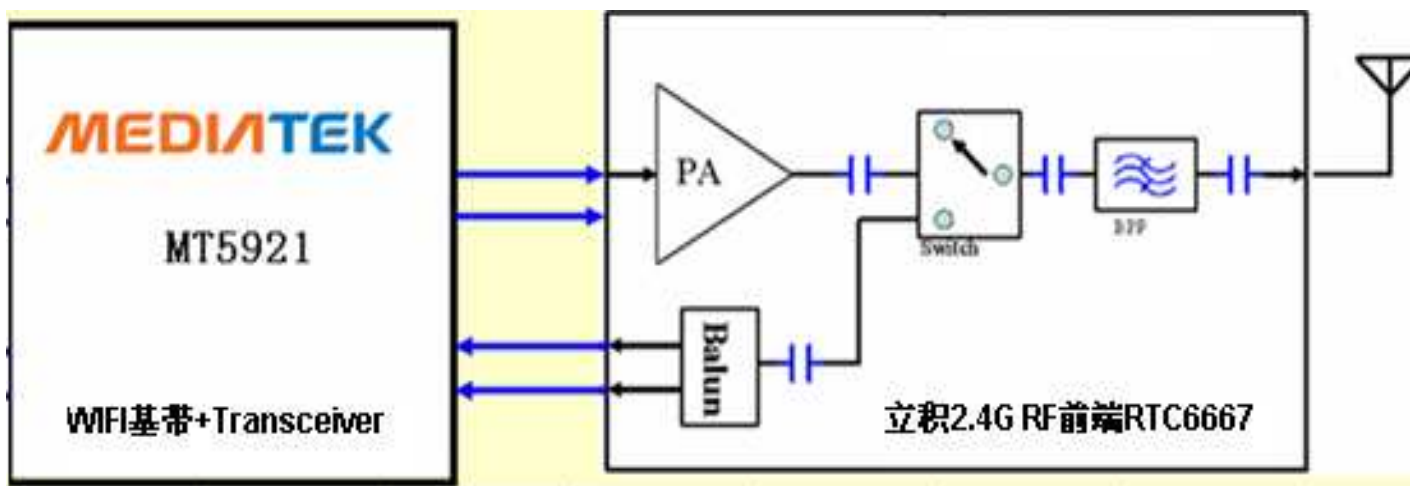 MEDIATEK
MT5921
WIFI基带+Transceiver
PA
Switch
Balun
立积2.4G RF前端RTC6667